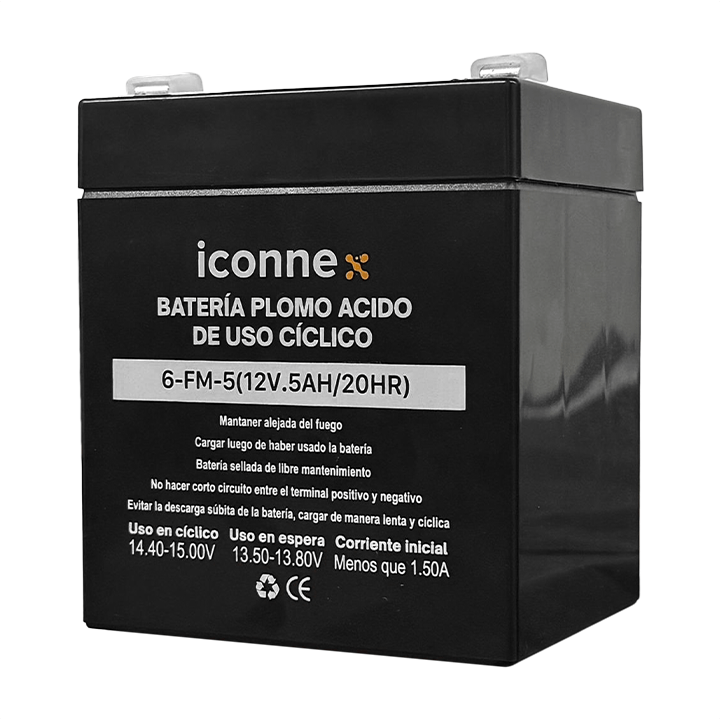 iconnex
BATERÍA PLOMO ACIDO
DE USO CÍCLICO
6-FM-5(12V.5AH/20HR)
Mantaner alejada del fuego
Cargar luego de haber usado la batería
Batería sellada de libre mantenimiento
No hacer corto circuito entre el terminal positivo y negativo
Evitar la descarga súbita de la batería, cargar de manera lenta y cíclica
Uso en cíclico Uso en espera Corriente inicial
14.40-15.00V 13.50-13.80V Menos que 1.50A
CE